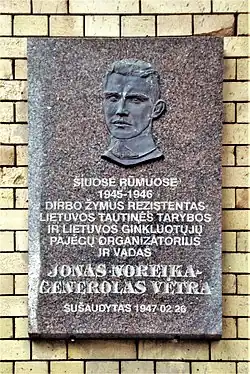 ŠIUOSE RŪMUOSE
1945-1946
DIRBO ŽYMUS REZISTENTAS
LIETUVOS TAUTINĖS TARYBOS
IR LIETUVOS GINKLUOTŲJŲ
PAJĖGŲ ORGANIZATORIUS
IR VADAS
JONAS NOREIKA-
GENEROLAS VĖTRA
SUŠAUDYTAS 1947·02·26